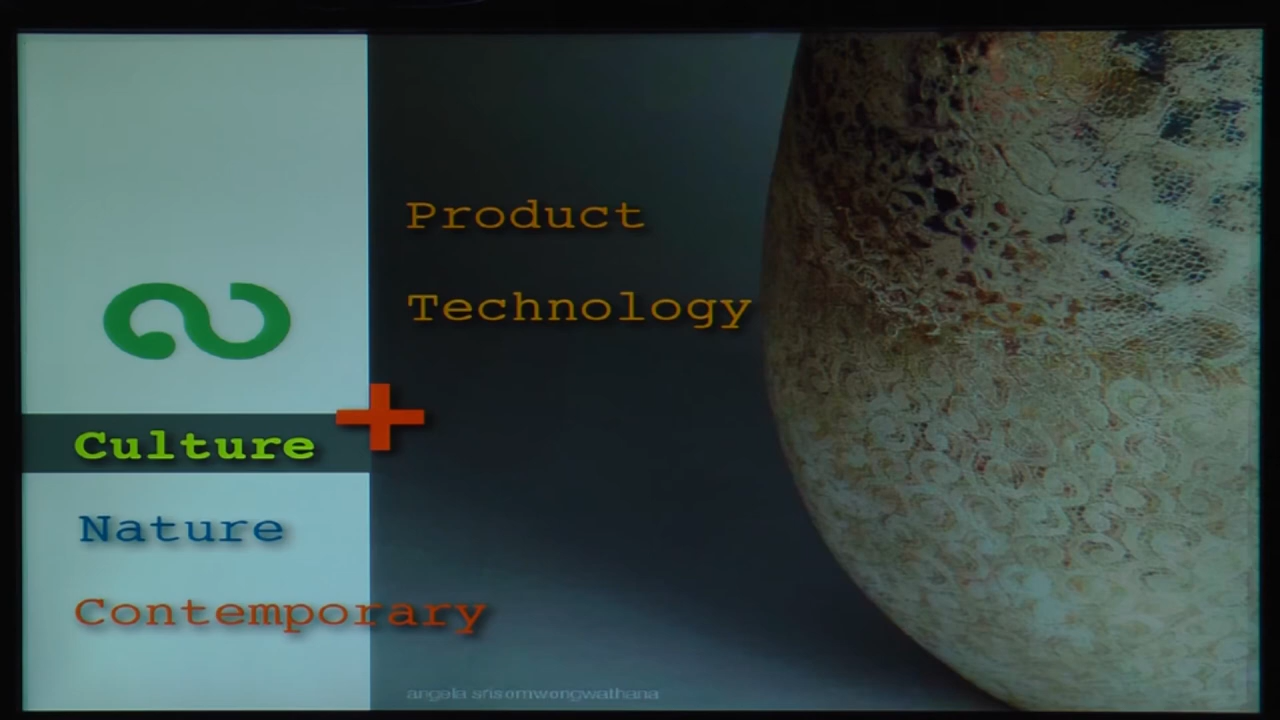 Product
Technology
+
Culture
Nature
Contemporary
angela srisomwongwathana